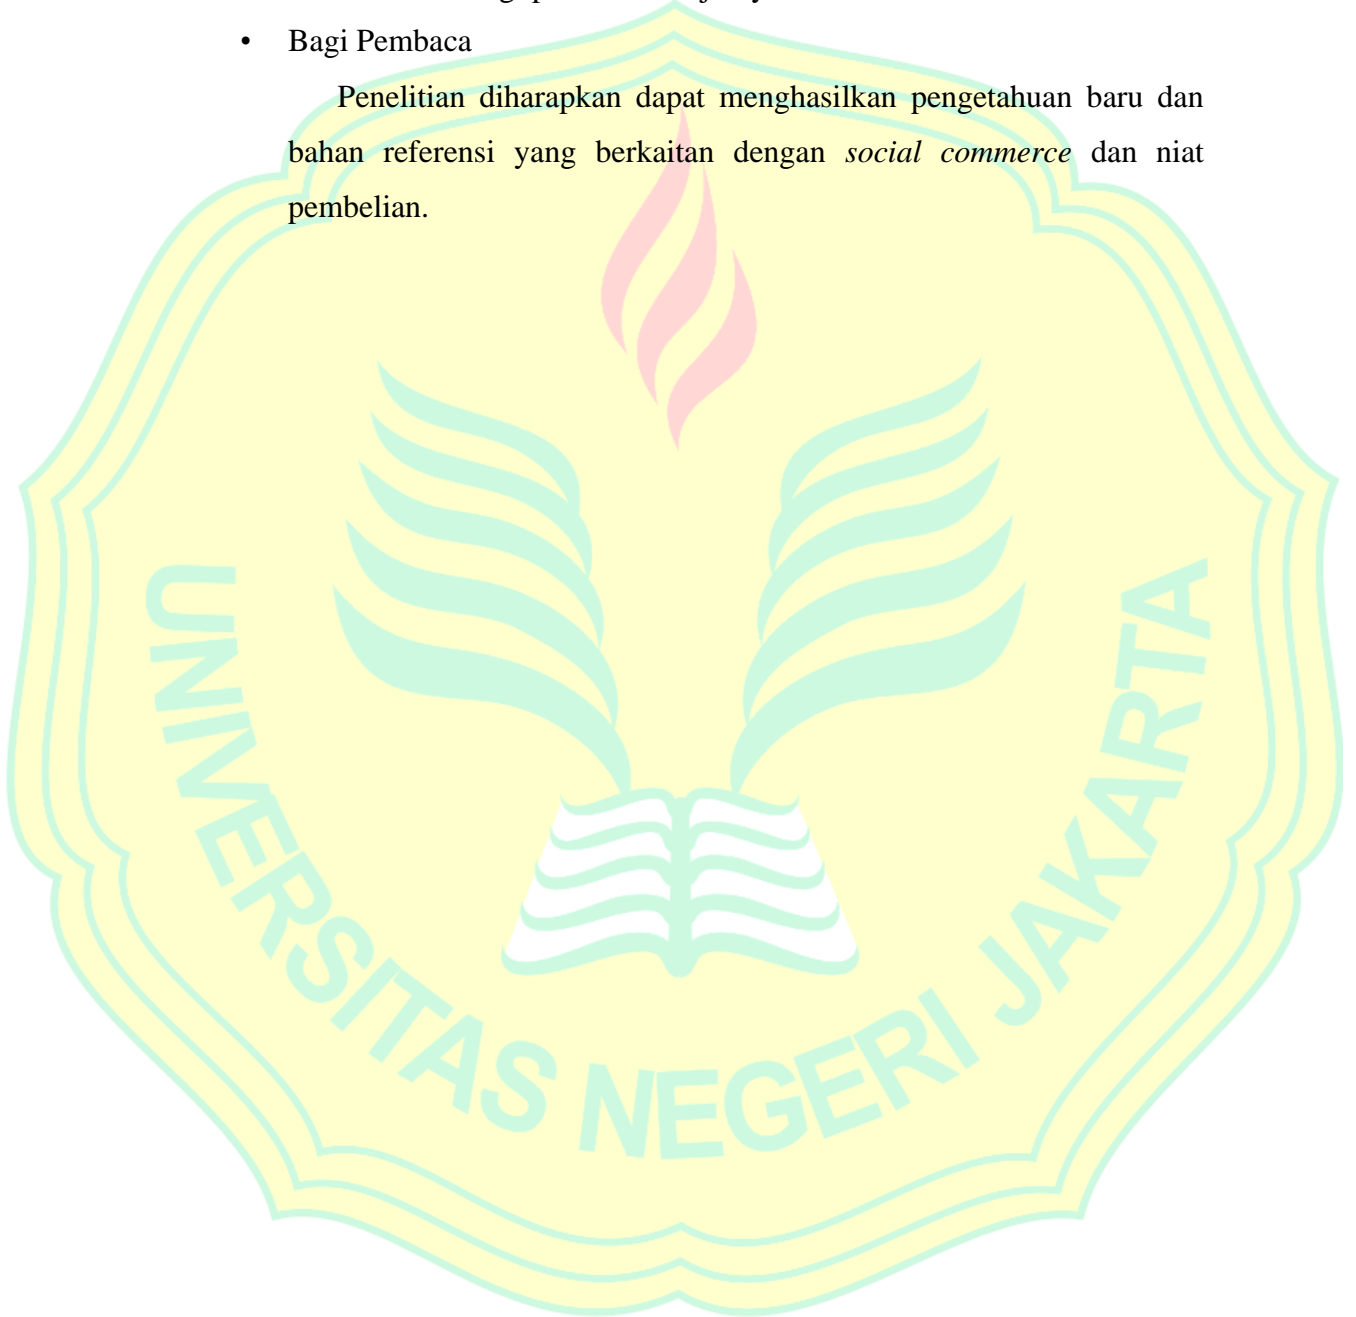 • Bagi Pembaca
Penelitian diharapkan dapat menghasilkan pengetahuan baru dan
bahan referensi yang berkaitan dengan social commerce dan niat
pembelian.
UNIVERSITAS NEGERI JAKARTA